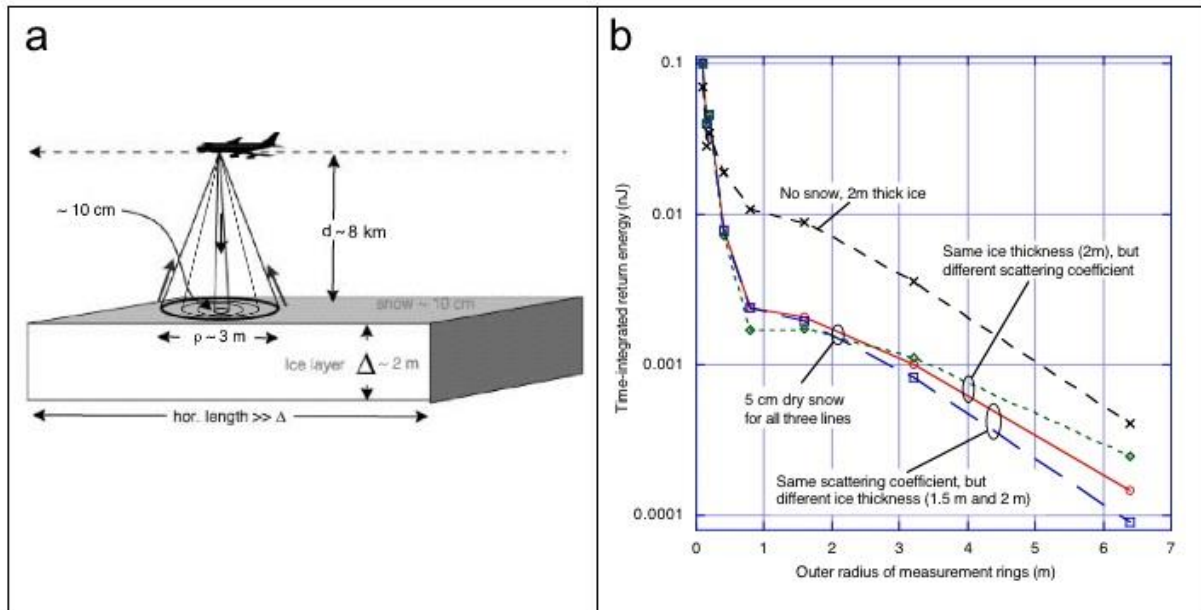 a
~ 10 cm
d ~ 8 km
snow ~ 10 cm
ρ ~ 3 m
Ice layer Δ ~ 2 m
hor. length >> Δ
b
Time-integrated return energy (nJ)
0.1
0.01
0.001
0.0001
No snow, 2m thick ice
Same ice thickness (2m), but
different scattering coefficient
5 cm dry snow
for all three lines
Same scattering coefficient, but
different ice thickness (1.5 m and 2 m)
0 1 2 3 4 5 6 7
Outer radius of measurement rings (m)